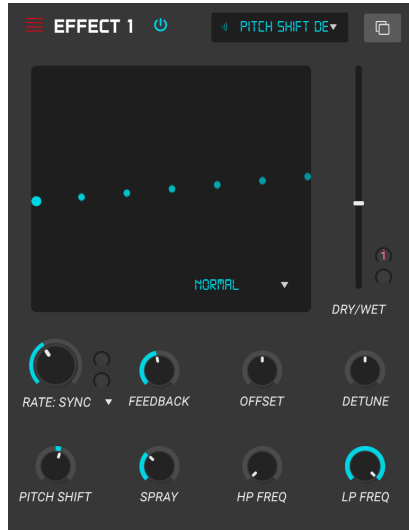 EFFECT 1
PITCH SHIFT DE
NORMAL
1
DRY/WET
RATE: SYNC
FEEDBACK
OFFSET
DETUNE
PITCH SHIFT
SPRAY
HP FREQ
LP FREQ